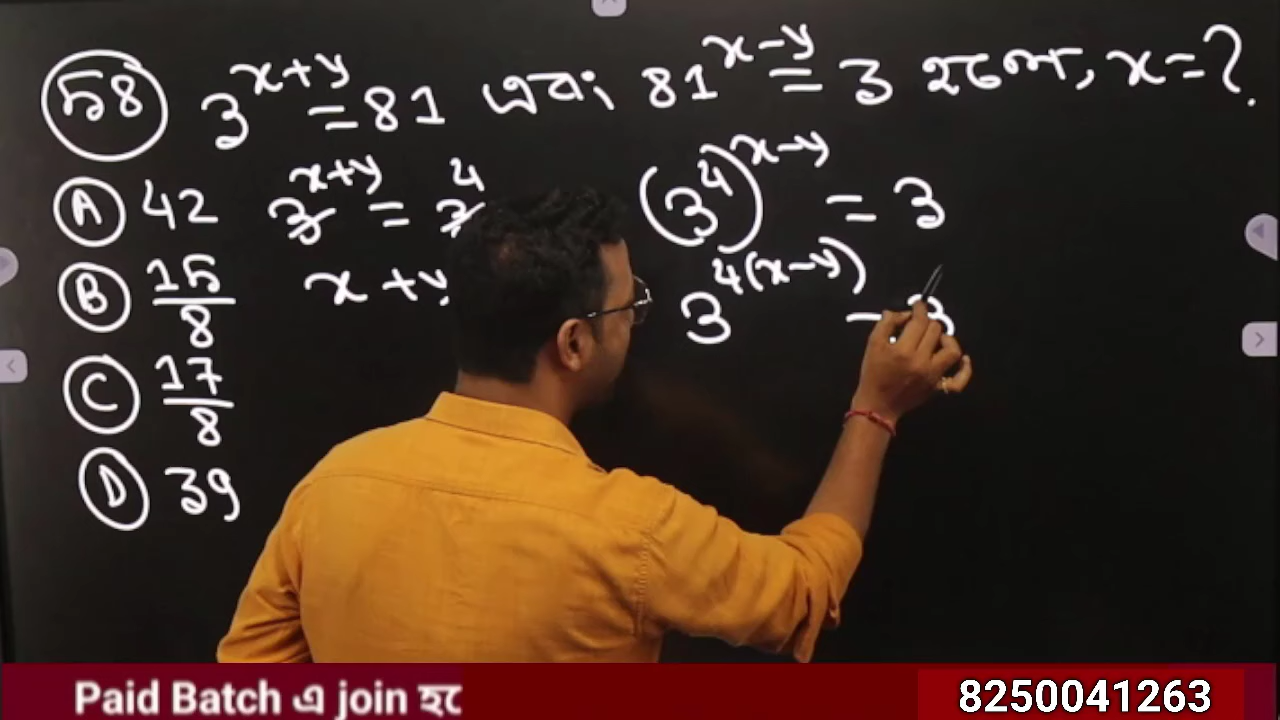 58 3^{x+y} = 81 এবং 81^{x-y} = 3 হলে, x = ?
A 42
B 15/8
C 17/8
D 39
3^{x+y} = 3^4
x + y
(3^4)^{x-y} = 3
3^{4(x-y)} = 3
Paid Batch এ join
8250041263